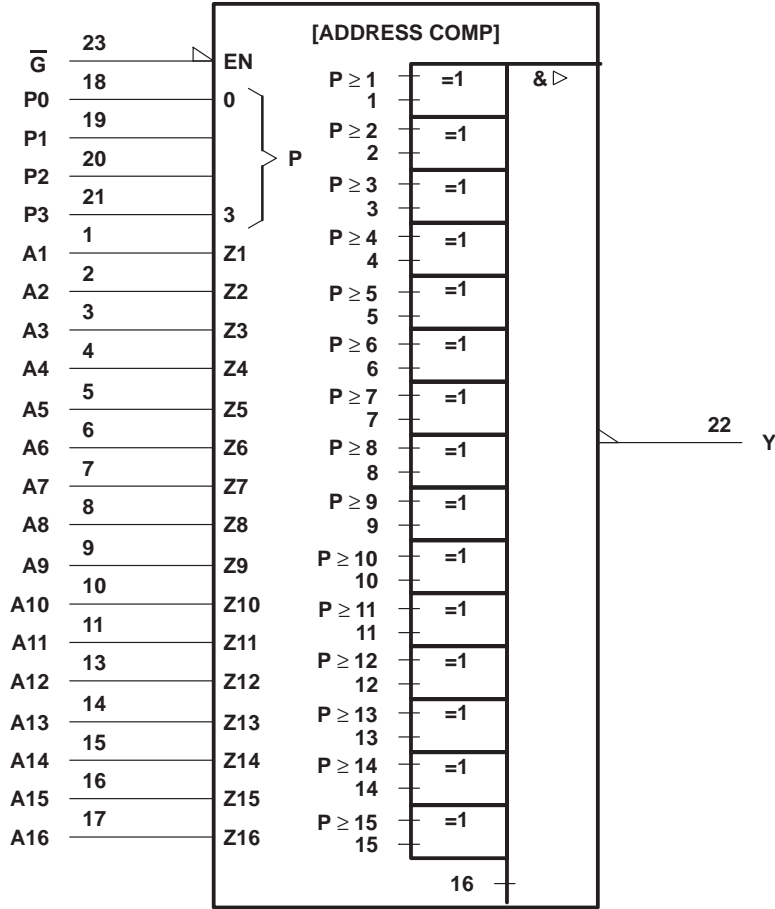 [ADDRESS COMP]
G 23 EN
P0 18 0
P1 19
P2 20
P3 21 3
P
A1 1 Z1
A2 2 Z2
A3 3 Z3
A4 4 Z4
A5 5 Z5
A6 6 Z6
A7 7 Z7
A8 8 Z8
A9 9 Z9
A10 10 Z10
A11 11 Z11
A12 13 Z12
A13 14 Z13
A14 15 Z14
A15 16 Z15
A16 17 Z16
P ≥ 1 =1
1
P ≥ 2 =1
2
P ≥ 3 =1
3
P ≥ 4 =1
4
P ≥ 5 =1
5
P ≥ 6 =1
6
P ≥ 7 =1
7
P ≥ 8 =1
8
P ≥ 9 =1
9
P ≥ 10 =1
10
P ≥ 11 =1
11
P ≥ 12 =1
12
P ≥ 13 =1
13
P ≥ 14 =1
14
P ≥ 15 =1
15
16
& ▷
22 Y